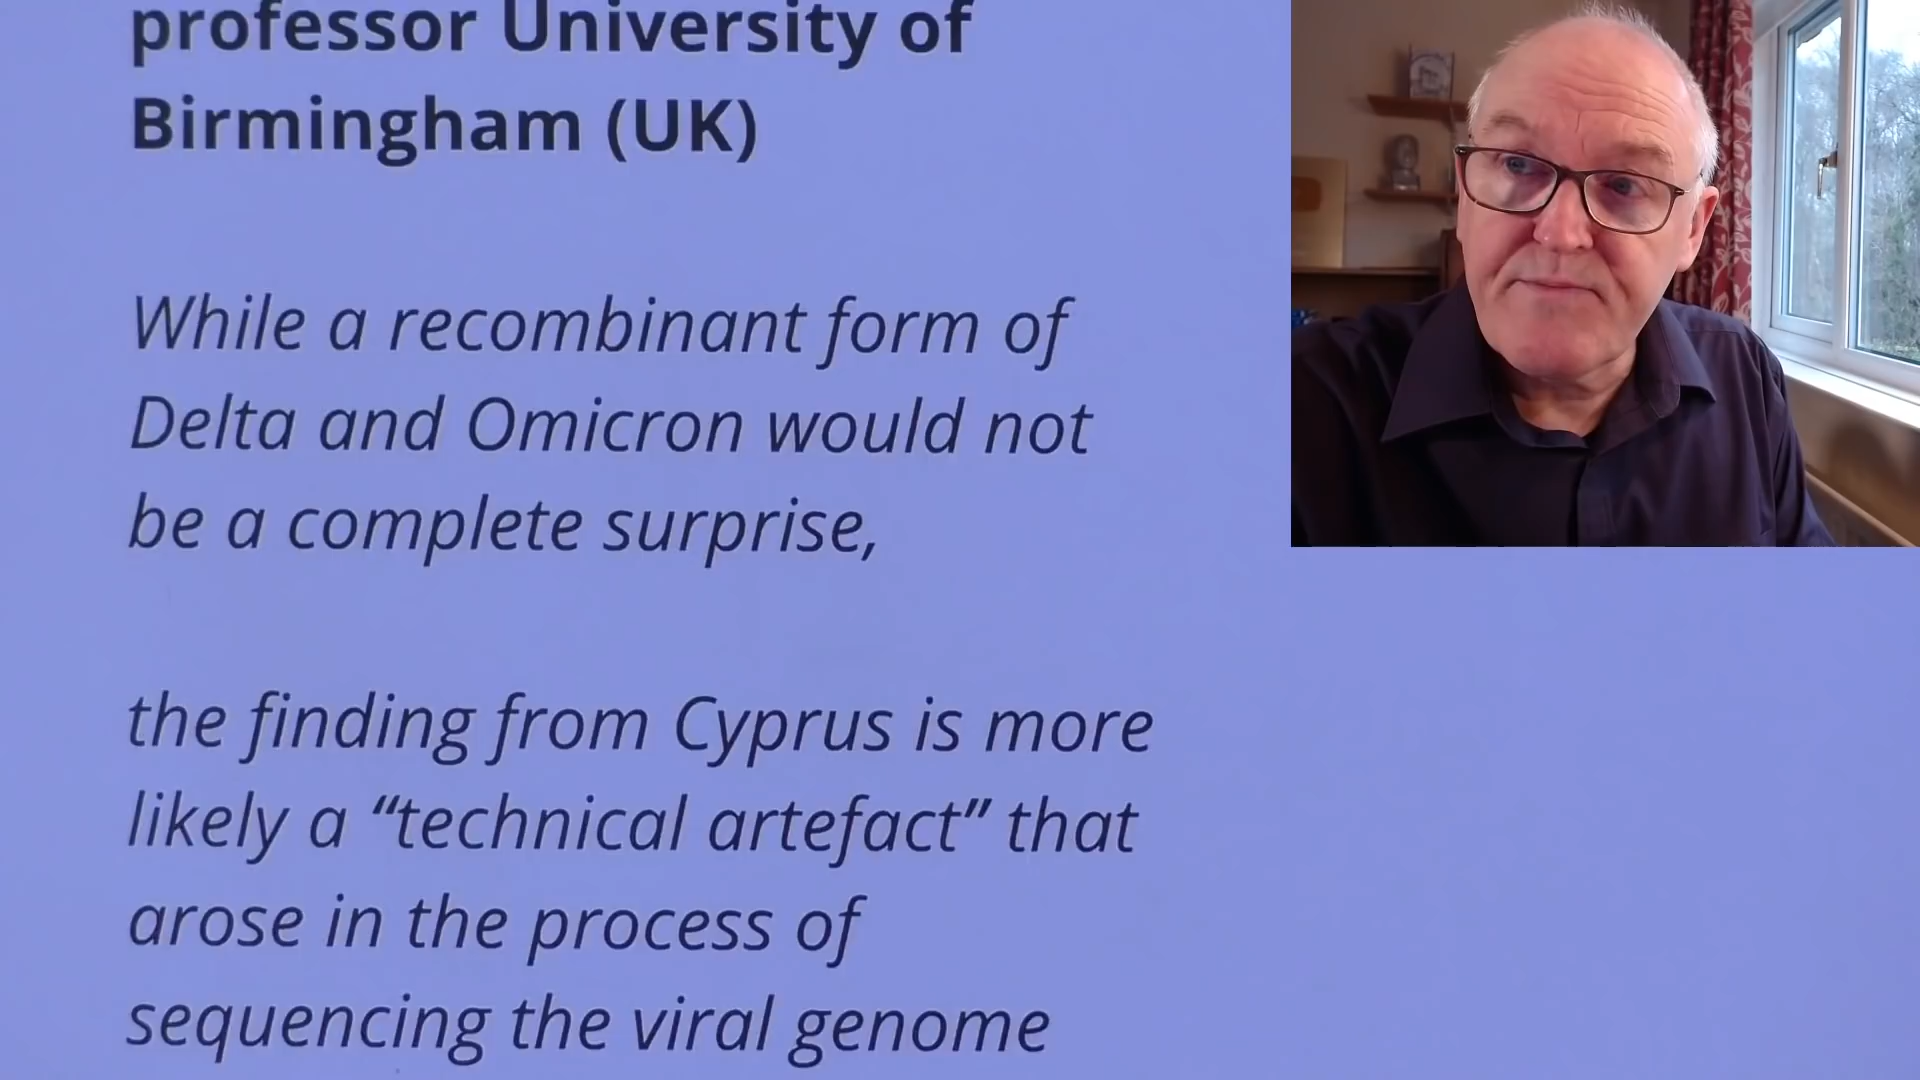 professor University of
Birmingham (UK)
While a recombinant form of
Delta and Omicron would not
be a complete surprise,
the finding from Cyprus is more
likely a “technical artefact” that
arose in the process of
sequencing the viral genome